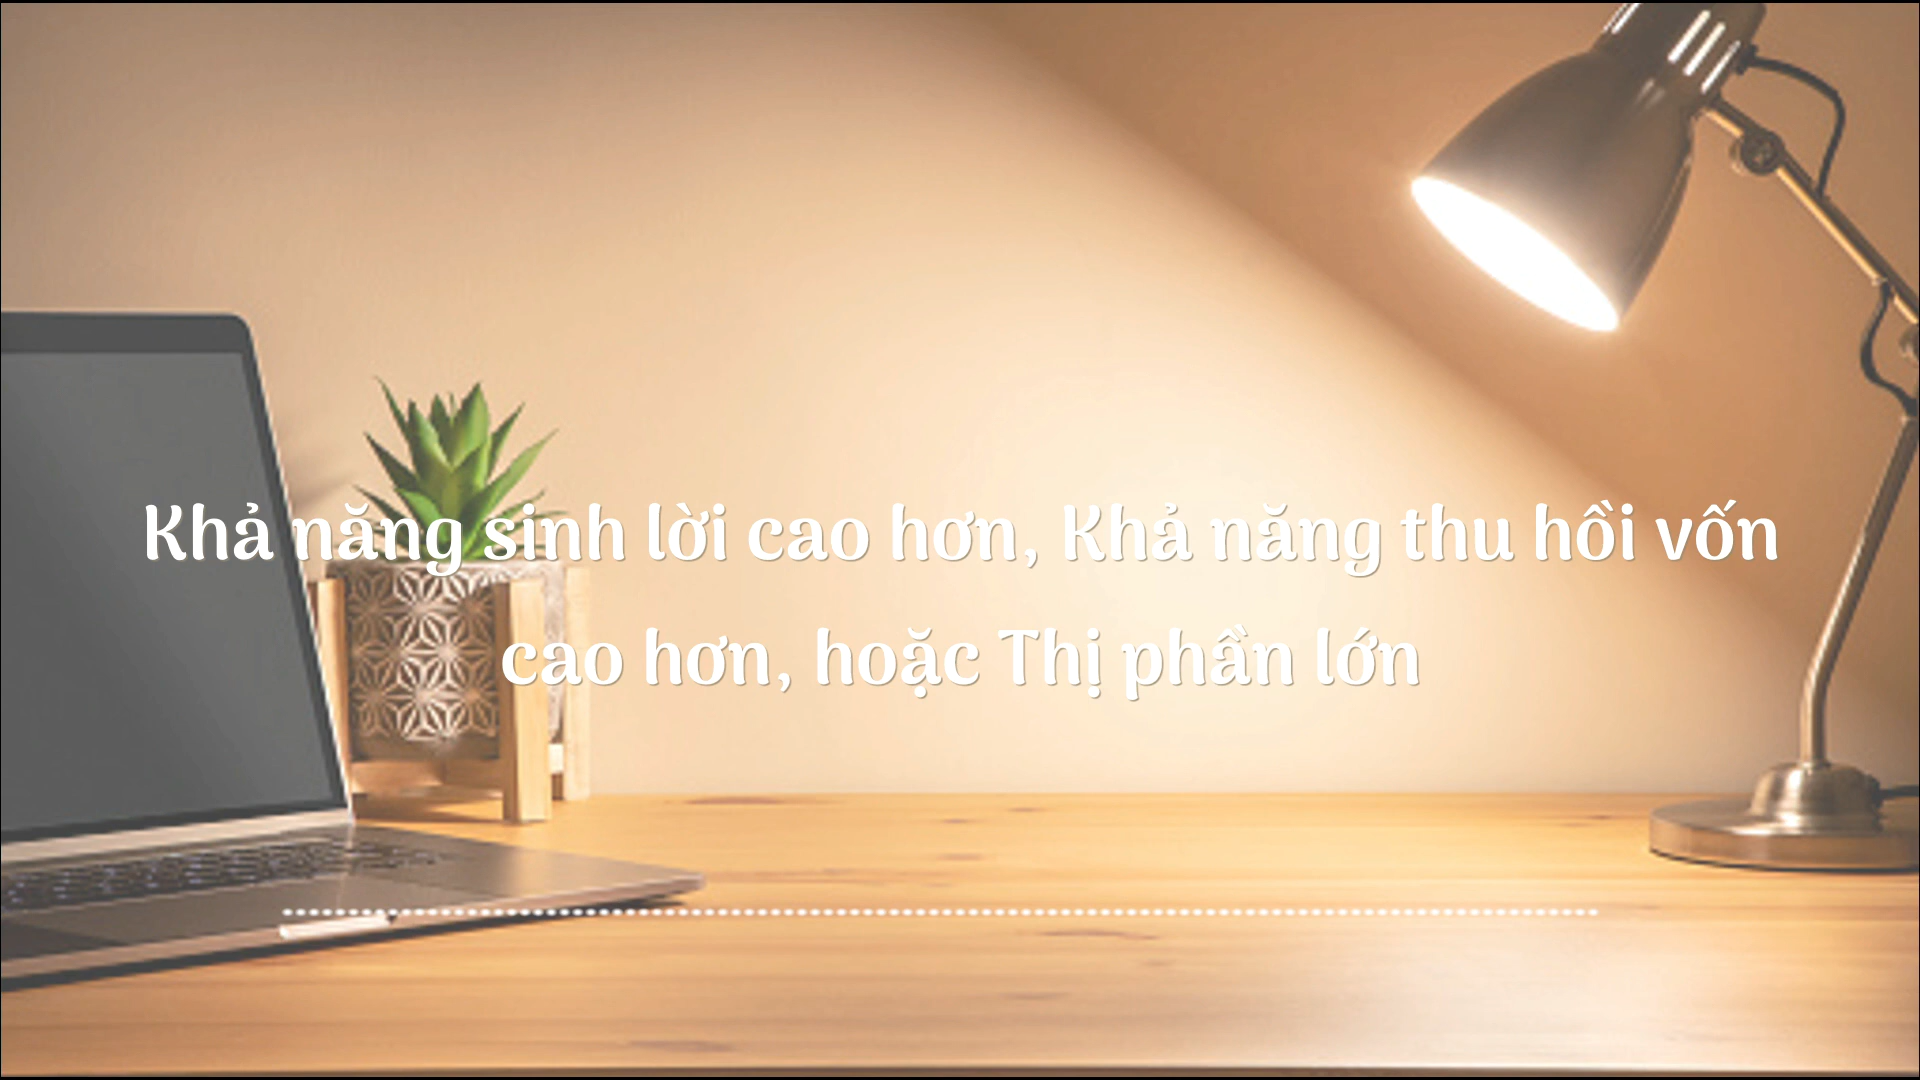 Khả năng sinh lời cao hơn, Khả năng thu hồi vốn
cao hơn, hoặc Thị phần lớn